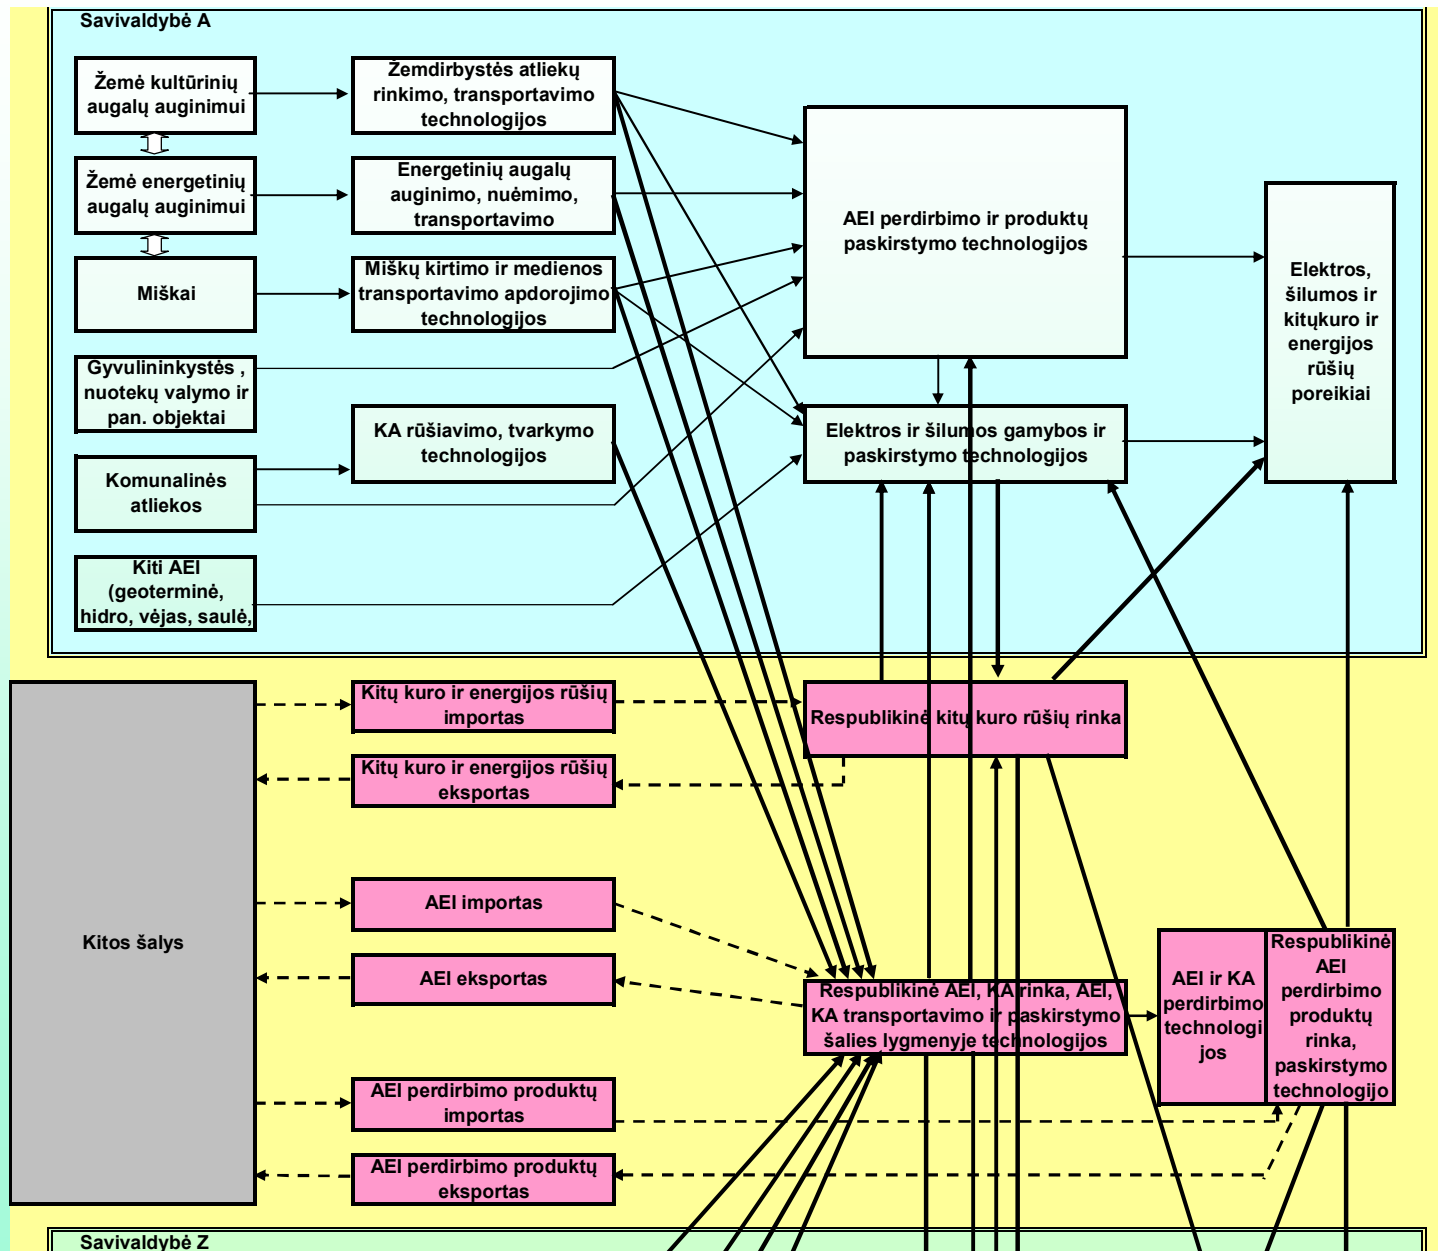 Savivaldybė A
Žemė kultūrinių
augalų auginimui
Žemdirbystės atliekų
rinkimo, transportavimo
technologijos
Žemė energetinių
augalų auginimui
Energetinių augalų
auginimo, nuėmimo,
transportavimo
AEI perdirbimo ir produktų
paskirstymo technologijos
Miškai
Miškų kirtimo ir medienos
transportavimo apdorojimo
technologijos
Elektros,
šilumos ir
kitųkuro ir
energijos
rūšių
poreikiai
Gyvulininkystės ,
nuotekų valymo ir
pan. objektai
KA rūšiavimo, tvarkymo
technologijos
Elektros ir šilumos gamybos ir
paskirstymo technologijos
Komunalinės
atliekos
Kiti AEI
(geoterminė,
hidro, vėjas, saulė,
Kitų kuro ir energijos rūšių
importas
Respublikinė kitų kuro rūšių rinka
Kitų kuro ir energijos rūšių
eksportas
Kitos šalys
AEI importas
AEI eksportas
Respublikinė AEI, KA rinka, AEI,
KA transportavimo ir paskirstymo
šalies lygmenyje technologijos
AEI ir KA
perdirbimo
technologi
jos
Respublikinė
AEI
perdirbimo
produktų
rinka,
paskirstymo
technologijo
AEI perdirbimo produktų
importas
AEI perdirbimo produktų
eksportas
Savivaldybė Z